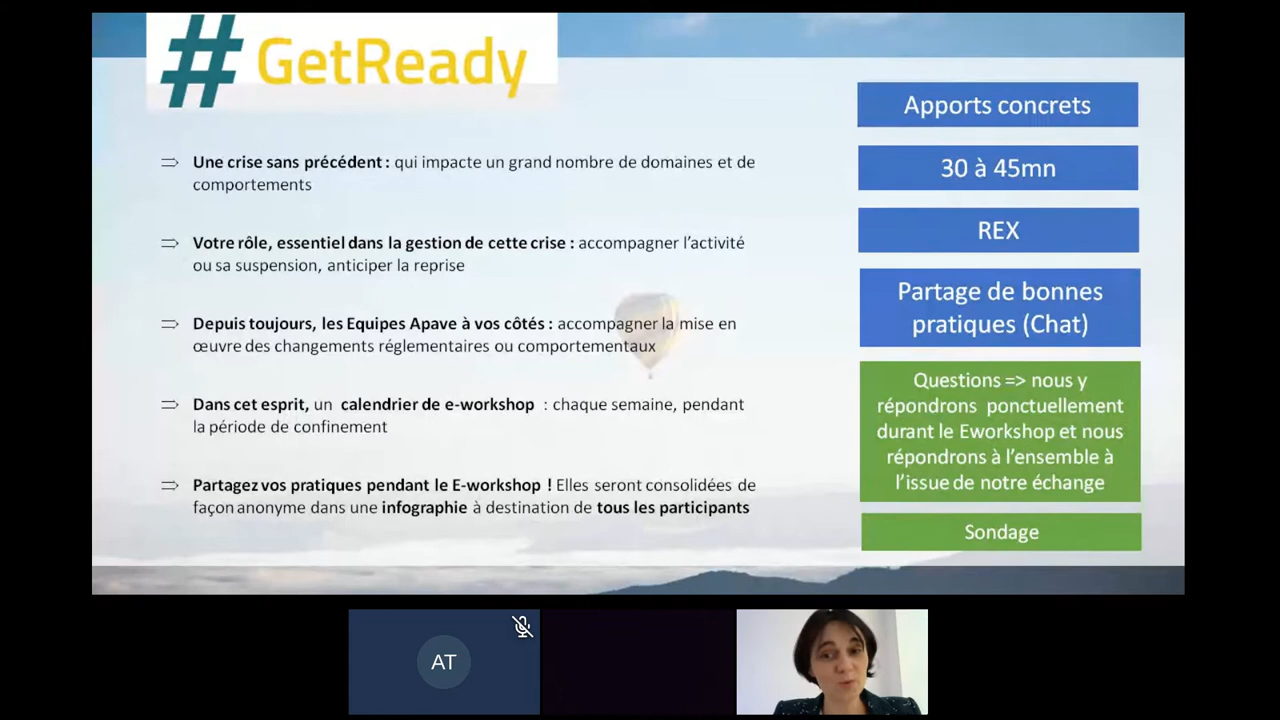 #GetReady
⇒ Une crise sans précédent : qui impacte un grand nombre de domaines et de
comportements
⇒ Votre rôle, essentiel dans la gestion de cette crise : accompagner l’activité
ou sa suspension, anticiper la reprise
⇒ Depuis toujours, les Equipes Apave à vos côtés : accompagner la mise en
œuvre des changements réglementaires ou comportementaux
⇒ Dans cet esprit, un calendrier de e-workshop : chaque semaine, pendant
la période de confinement
⇒ Partagez vos pratiques pendant le E-workshop ! Elles seront consolidées de
façon anonyme dans une infographie à destination de tous les participants
Apports concrets
30 à 45mn
REX
Partage de bonnes
pratiques (Chat)
Questions => nous y
répondrons ponctuellement
durant le Eworkshop et nous
répondrons à l’ensemble à
l’issue de notre échange
Sondage
AT